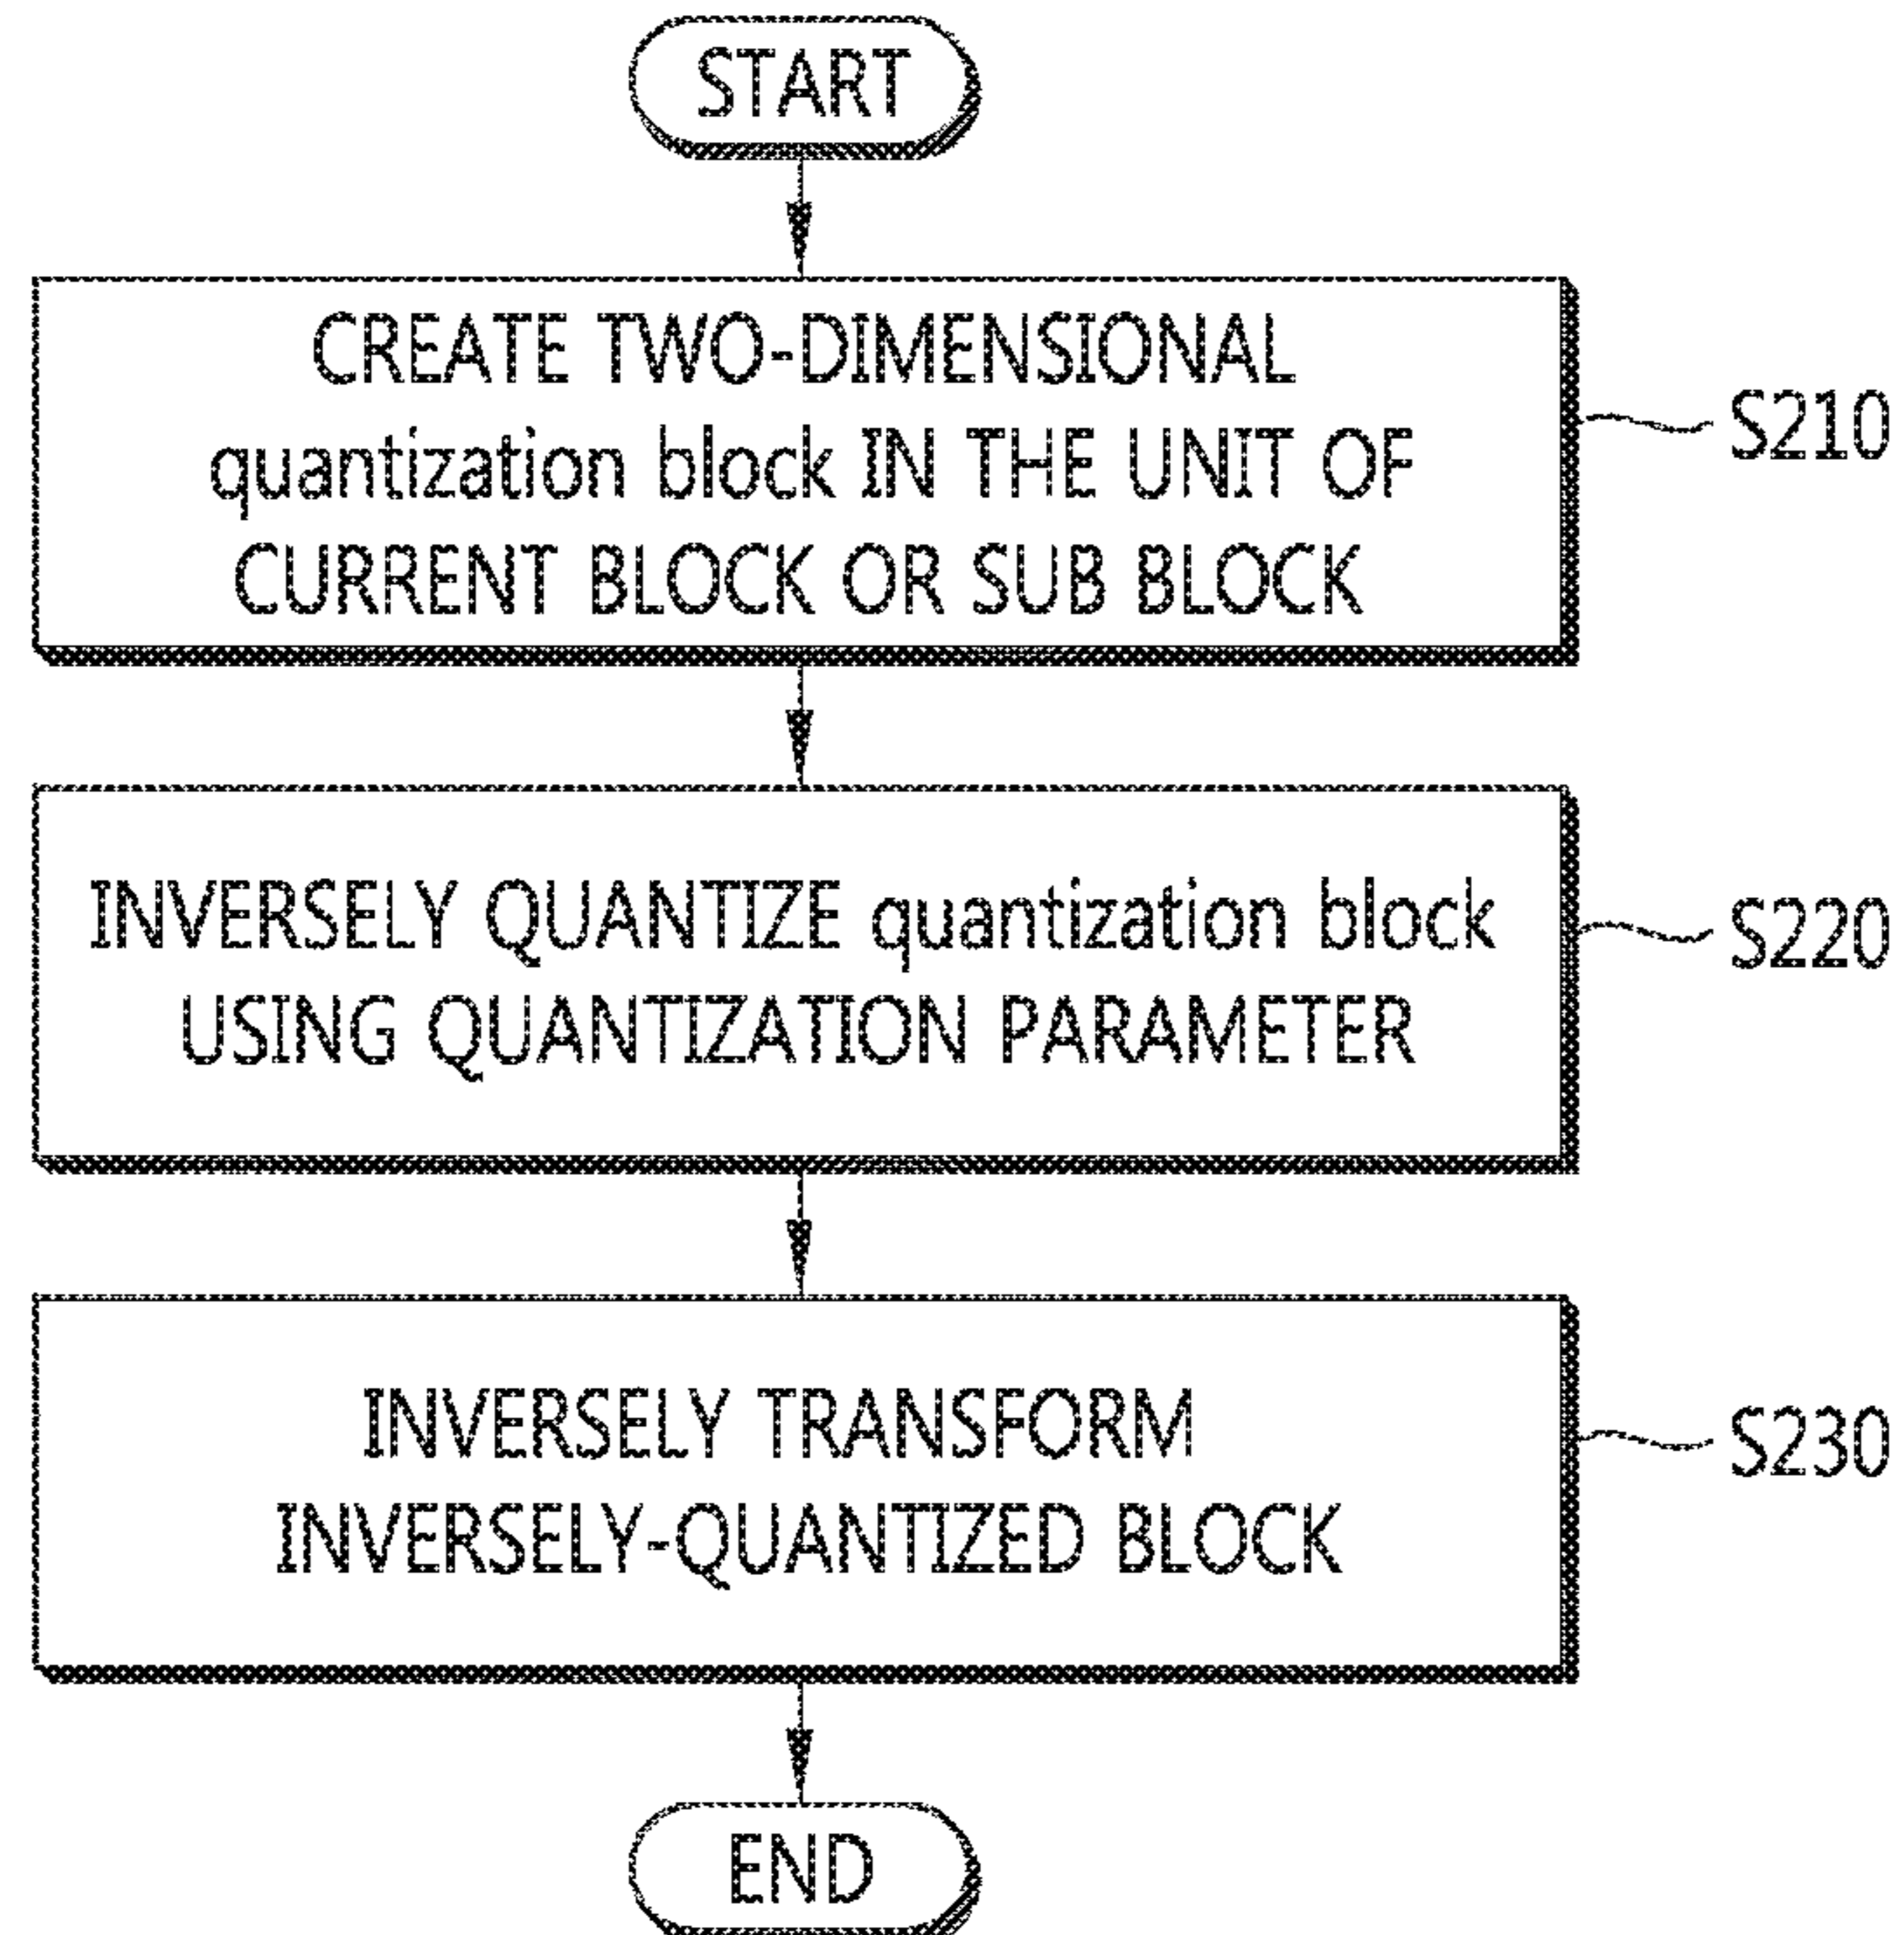 START
CREATE TWO-DIMENSIONAL
quantization block IN THE UNIT OF
CURRENT BLOCK OR SUB BLOCK
S210
INVERSELY QUANTIZE quantization block
USING QUANTIZATION PARAMETER
S220
INVERSELY TRANSFORM
INVERSELY-QUANTIZED BLOCK
S230
END